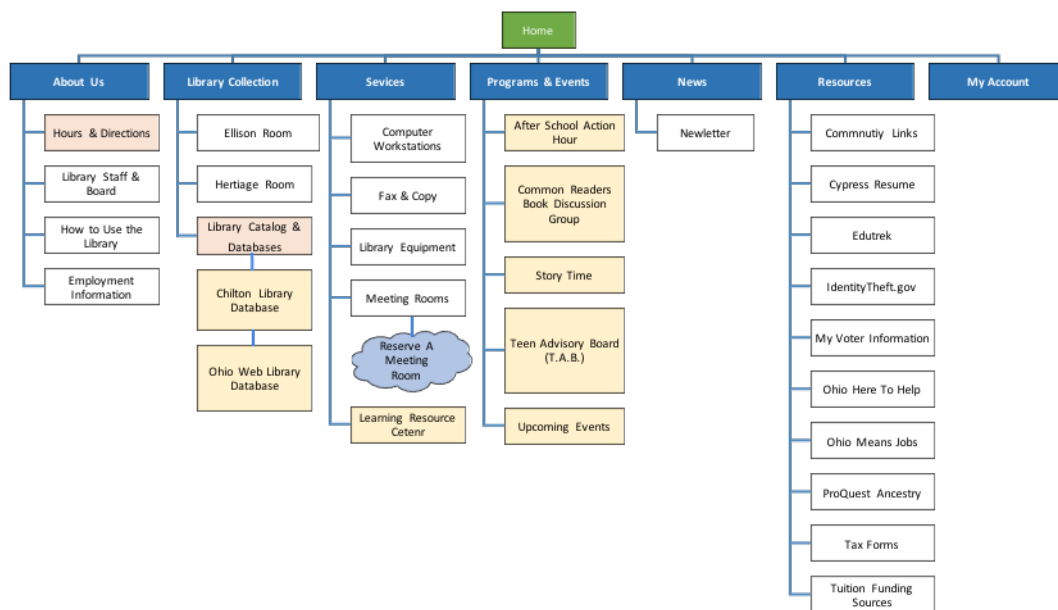 Home
About Us
Library Collection
Sevices
Programs & Events
News
Resources
My Account
Hours & Directions
Library Staff &
Board
How to Use the
Library
Employment
Information
Ellison Room
Hertiage Room
Library Catalog &
Databases
Chilton Library
Database
Ohio Web Library
Database
Computer
Workstations
Fax & Copy
Library Equipment
Meeting Rooms
Reserve A
Meeting
Room
Learning Resource
Cetenr
After School Action
Hour
Common Readers
Book Discussion
Group
Story Time
Teen Advisory Board
(T.A.B.)
Upcoming Events
Newletter
Commnutiy Links
Cypress Resume
Edutrek
IdentityTheft.gov
My Voter Information
Ohio Here To Help
Ohio Means Jobs
ProQuest Ancestry
Tax Forms
Tuition Funding
Sources